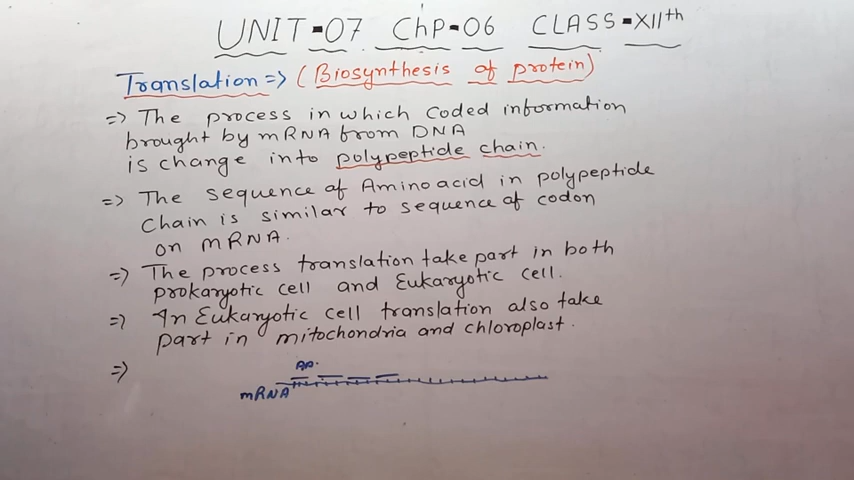 UNIT-07 ChP-06 CLASS-XIIth
Translation => (Biosynthesis of protein)
=> The process in which coded information
brought by mRNA from DNA
is change into polypeptide chain.
=> The sequence of Amino acid in polypeptide
Chain is similar to sequence of codon
on mRNA.
=> The process translation take part in both
prokaryotic cell and Eukaryotic cell.
=> In Eukaryotic cell translation also take
part in mitochondria and chloroplast.
=>
AA.
mRNA